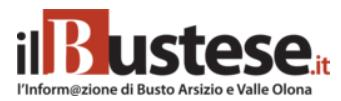 ilBustese.it
l'Inform@zione di Busto Arsizio e Valle Olona